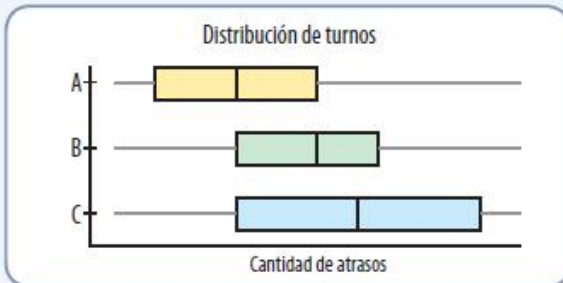 Distribución de turnos
A
B
C
Cantidad de atrasos